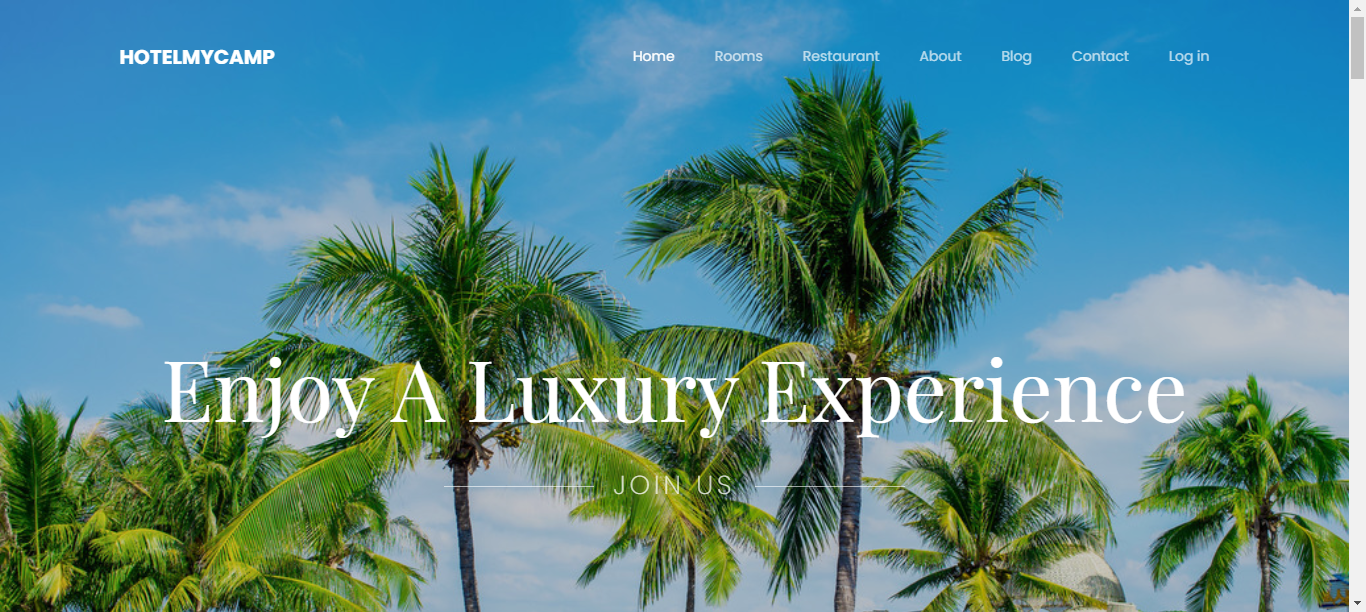 HOTELMYCAMP
Home Rooms Restaurant About Blog Contact Log in
Enjoy A Luxury Experience
JOIN US